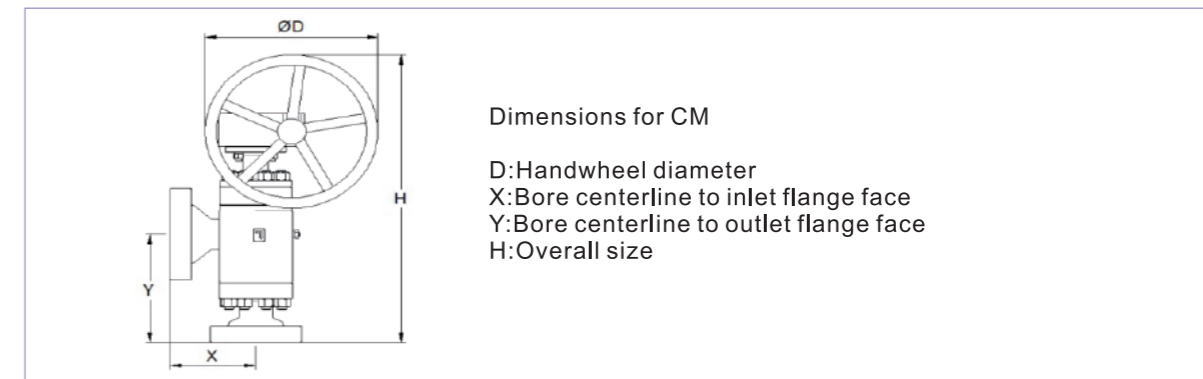 ØD
H
Y
X
Dimensions for CM
D:Handwheel diameter
X:Bore centerline to inlet flange face
Y:Bore centerline to outlet flange face
H:Overall size